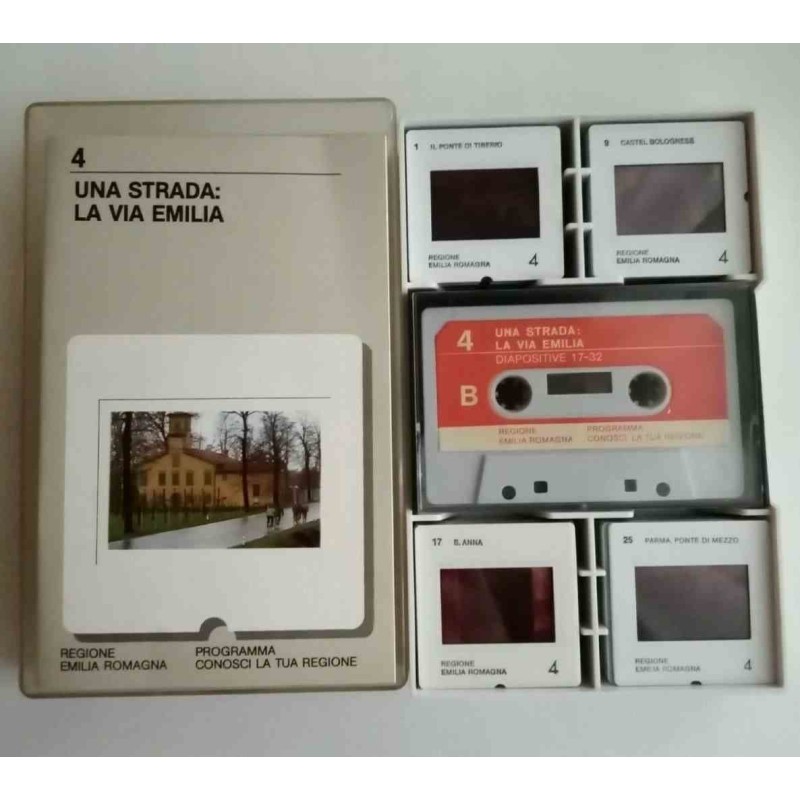 4
UNA STRADA:
LA VIA EMILIA
REGIONE
EMILIA ROMAGNA
PROGRAMMA
CONOSCI LA TUA REGIONE
1 IL PONTE DI TIBERIO
REGIONE
EMILIA ROMAGNA 4
9 CASTEL BOLOGNESE
REGIONE
EMILIA ROMAGNA 4
4 UNA STRADA:
LA VIA EMILIA
DIAPOSITIVE 17-32
B
REGIONE
EMILIA ROMAGNA
PROGRAMMA
CONOSCI LA TUA REGIONE
17 S. ANNA
REGIONE
EMILIA ROMAGNA 4
25 PARMA. PONTE DI MEZZO
REGIONE
EMILIA ROMAGNA 4